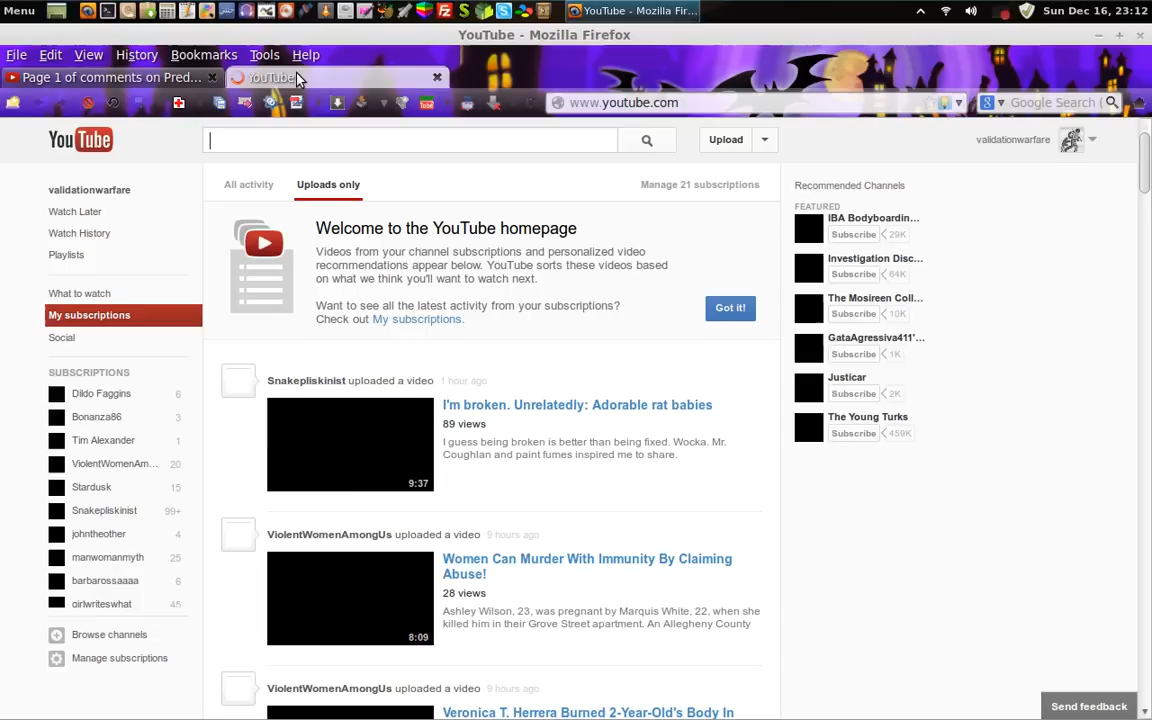 Menu
YouTube - Mozilla Fir...
Sun Dec 16, 23:12
YouTube - Mozilla Firefox
File Edit View History Bookmarks Tools Help
Page 1 of comments on Pred...
YouTube
www.youtube.com
Google Search (
YouTube
Upload
validationwarfare
validationwarfare
Watch Later
Watch History
Playlists
What to watch
My subscriptions
Social
SUBSCRIPTIONS
Dildo Faggins 6
Bonanza86 3
Tim Alexander 1
ViolentWomenAm... 20
Stardusk 15
Snakepliskinist 99+
johntheother 4
manwomanmyth 25
barbarossaaaa 6
girlwriteswhat 45
Browse channels
Manage subscriptions
All activity
Uploads only
Manage 21 subscriptions
Welcome to the YouTube homepage
Videos from your channel subscriptions and personalized video
recommendations appear below. YouTube sorts these videos based
on what we think you'll want to watch next.
Want to see all the latest activity from your subscriptions?
Check out My subscriptions.
Got it!
Snakepliskinist uploaded a video 1 hour ago
9:37
I'm broken. Unrelatedly: Adorable rat babies
89 views
I guess being broken is better than being fixed. Wocka. Mr.
Coughlan and paint fumes inspired me to share.
ViolentWomenAmongUs uploaded a video 9 hours ago
8:09
Women Can Murder With Immunity By Claiming
Abuse!
28 views
Ashley Wilson, 23, was pregnant by Marquis White, 22, when she
killed him in their Grove Street apartment. An Allegheny County
ViolentWomenAmongUs uploaded a video 9 hours ago
Veronica T. Herrera Burned 2-Year-Old's Body In
Recommended Channels
FEATURED
IBA Bodyboardin...
Subscribe 29K
Investigation Disc...
Subscribe 64K
The Mosireen Coll...
Subscribe 10K
GataAgressiva411'...
Subscribe 1K
Justicar
Subscribe 2K
The Young Turks
Subscribe 459K
Send feedback